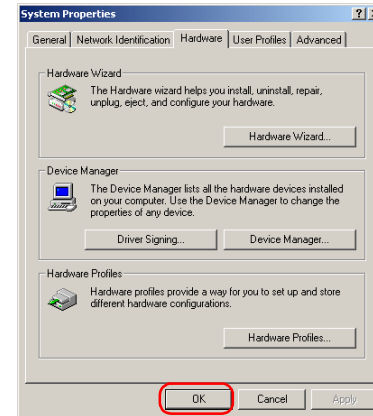 System Properties
General Network Identification Hardware User Profiles Advanced
Hardware Wizard
The Hardware wizard helps you install, uninstall, repair,
unplug, eject, and configure your hardware.
Hardware Wizard...
Device Manager
The Device Manager lists all the hardware devices installed
on your computer. Use the Device Manager to change the
properties of any device.
Driver Signing... Device Manager...
Hardware Profiles
Hardware profiles provide a way for you to set up and store
different hardware configurations.
Hardware Profiles...
OK Cancel Apply